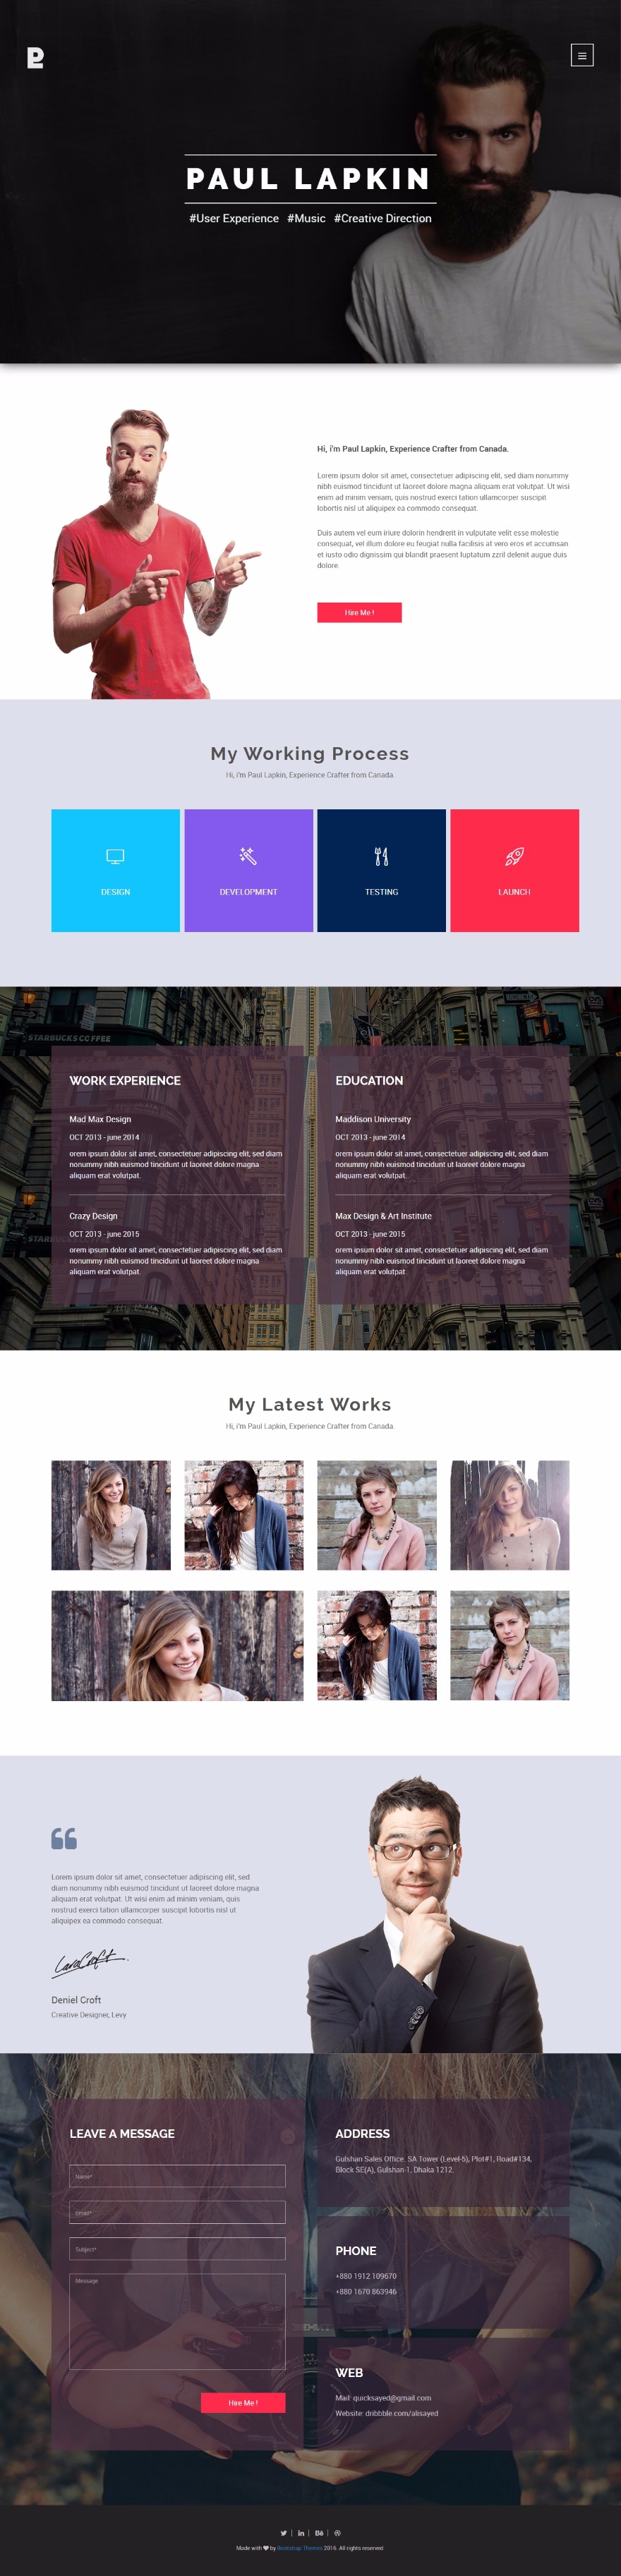 PAUL LAPKIN
#User Experience #Music #Creative Direction
Hi, i'm Paul Lapkin, Experience Crafter from Canada.
Lorem ipsum dolor sit amet, consectetuer adipiscing elit, sed diam nonummy
nibh euismod tincidunt ut laoreet dolore magna aliquam erat volutpat. Ut wisi
enim ad minim veniam, quis nostrud exerci tation ullamcorper suscipit
lobortis nisl ut aliquipex ea commodo consequat.
Duis autem vel eum iriure dolorin hendrerit in vulputate velit esse molestie
consequat, vel illum dolore eu feugiat nulla facilisis at vero eros et accumsan
et iusto odio dignissim qui blandit praesent luptatum zzril delenit augue duis
dolore.
Hire Me !
My Working Process
Hi, i'm Paul Lapkin, Experience Crafter from Canada.
DESIGN
DEVELOPMENT
TESTING
LAUNCH
STARBUCKS COFFEE
WORK EXPERIENCE
Mad Max Design
OCT 2013 - june 2014
orem ipsum dolor sit amet, consectetuer adipiscing elit, sed diam
nonummy nibh euismod tincidunt ut laoreet dolore magna
aliquam erat volutpat.
Crazy Design
OCT 2013 - june 2015
orem ipsum dolor sit amet, consectetuer adipiscing elit, sed diam
nonummy nibh euismod tincidunt ut laoreet dolore magna
aliquam erat volutpat.
EDUCATION
Maddison University
OCT 2013 - june 2014
orem ipsum dolor sit amet, consectetuer adipiscing elit, sed diam
nonummy nibh euismod tincidunt ut laoreet dolore magna
aliquam erat volutpat.
Max Design & Art Institute
OCT 2013 - june 2015
orem ipsum dolor sit amet, consectetuer adipiscing elit, sed diam
nonummy nibh euismod tincidunt ut laoreet dolore magna
aliquam erat volutpat
My Latest Works
Hi, i'm Paul Lapkin, Experience Crafter from Canada.
Lorem ipsum dolor sit amet, consectetuer adipiscing elit, sed
diam nonummy nibh euismod tincidunt ut laoreet dolore magna
aliquam erat volutpat. Ut wisi enim ad minim veniam, quis
nostrud exerci tation ullamcorper suscipit lobortis nisl ut
aliquipex ea commodo consequat.
Deniel Croft
Creative Designer, Levy
LEAVE A MESSAGE
Name*
email*
Subject*
Message
Hire Me !
ADDRESS
Gulshan Sales Office. SA Tower (Level-5), Plot#1, Road#134,
Block SE(A), Gulshan-1, Dhaka 1212.
PHONE
+880 1912 109670
+880 1670 863946
WEB
Mail: quicksayed@gmail.com
Website: dribbble.com/alisayed
Made with by Bootstrap Themes 2016. All rights reserved